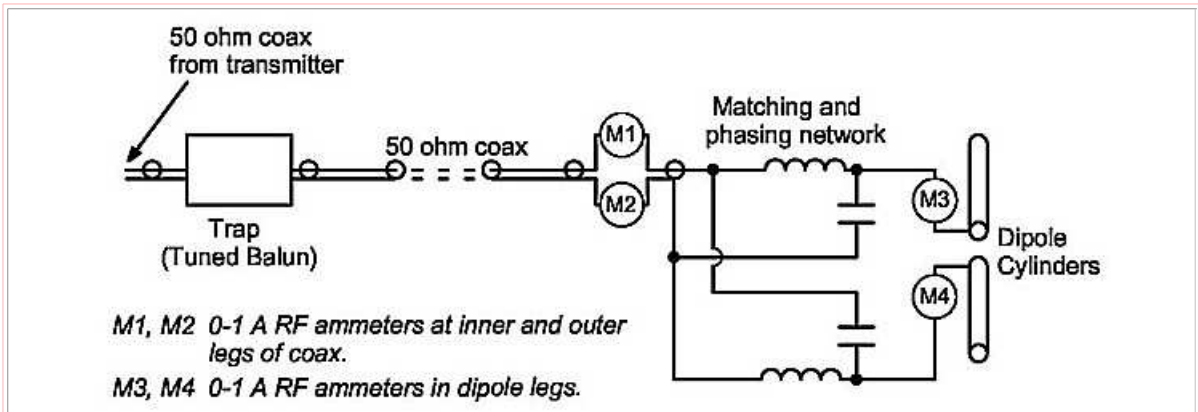 50 ohm coax
from transmitter
Matching and
phasing network
M1
50 ohm coax
M2
M3
Trap
(Tuned Balun)
Dipole
Cylinders
M4
M1, M2 0-1 A RF ammeters at inner and outer
legs of coax.
M3, M4 0-1 A RF ammeters in dipole legs.